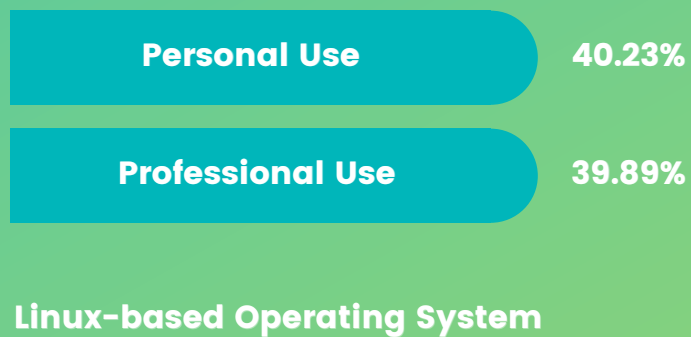 Personal Use 40.23%
Professional Use 39.89%
Linux-based Operating System